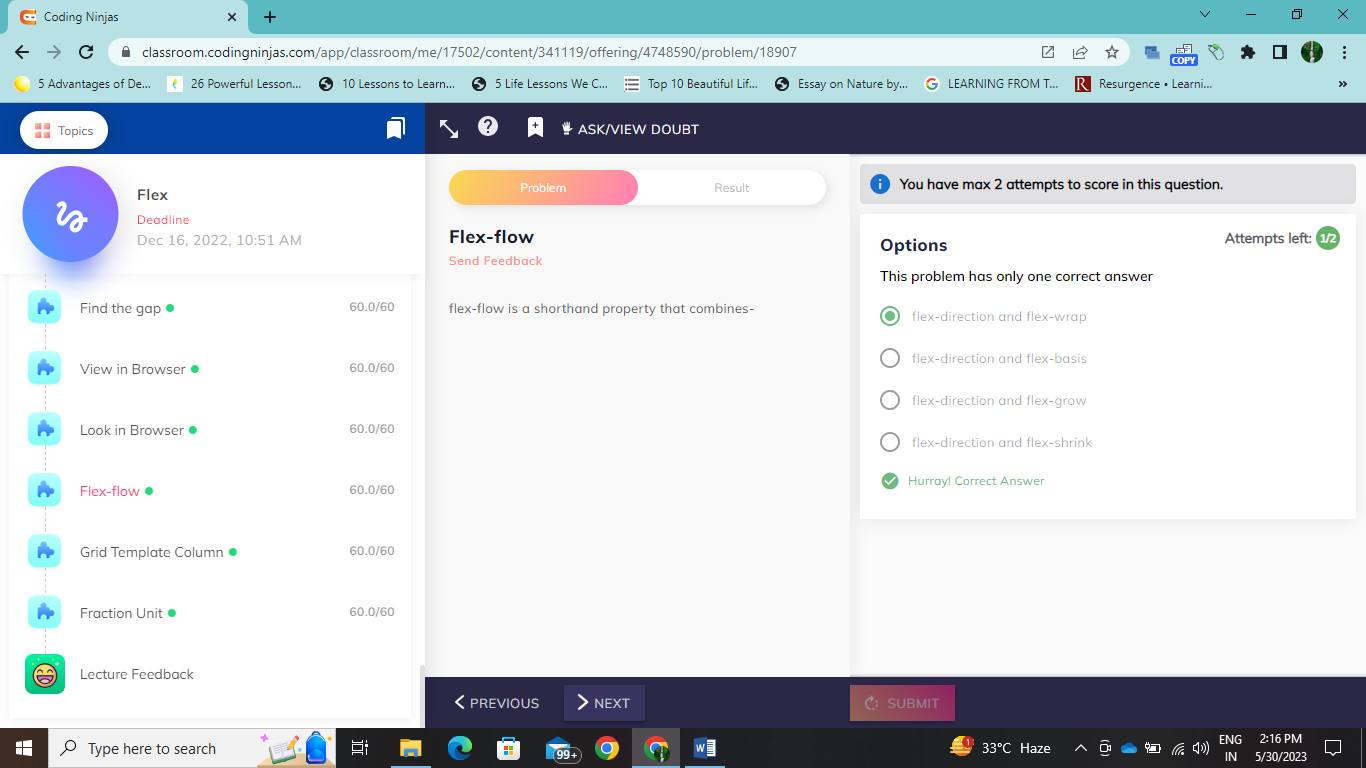 Coding Ninjas
classroom.codingninjas.com/app/classroom/me/17502/content/341119/offering/4748590/problem/18907
COPY
5 Advantages of De...
26 Powerful Lesson...
10 Lessons to Learn...
5 Life Lessons We C...
Top 10 Beautiful Lif...
Essay on Nature by...
LEARNING FROM T...
Resurgence • Learni...
»
Topics
ASK/VIEW DOUBT
Flex
Deadline
Dec 16, 2022, 10:51 AM
Find the gap 60.0/60
View in Browser 60.0/60
Look in Browser 60.0/60
Flex-flow 60.0/60
Grid Template Column 60.0/60
Fraction Unit 60.0/60
Lecture Feedback
Problem
Result
Flex-flow
Send Feedback
flex-flow is a shorthand property that combines-
You have max 2 attempts to score in this question.
Options
Attempts left: 1/2
This problem has only one correct answer
flex-direction and flex-wrap
flex-direction and flex-basis
flex-direction and flex-grow
flex-direction and flex-shrink
Hurray! Correct Answer
PREVIOUS
NEXT
SUBMIT
Type here to search
99+
1
33°C Haze
ENG
IN
2:16 PM
5/30/2023